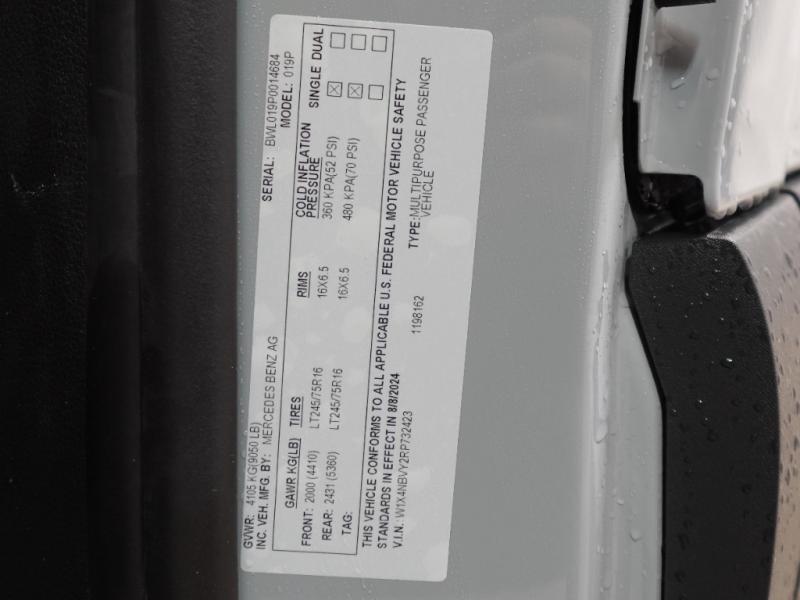 GVWR: 4105 KG(9050 LB) SERIAL: BWL019P0014684
INC. VEH. MFG. BY: MERCEDES BENZ AG MODEL: 019P
GAWR KG(LB) TIRES RIMS COLD INFLATION PRESSURE SINGLE DUAL
FRONT: 2000 (4410) LT245/75R16 16X6.5 360 KPA(52 PSI) ☒ ☐
REAR: 2431 (5360) LT245/75R16 16X6.5 480 KPA(70 PSI) ☒ ☐
TAG: ☐ ☐
THIS VEHICLE CONFORMS TO ALL APPLICABLE U.S. FEDERAL MOTOR VEHICLE SAFETY
STANDARDS IN EFFECT IN 8/8/2024
V.I.N.: W1X4NBVY2RP732423 1198162 TYPE: MULTIPURPOSE PASSENGER
VEHICLE